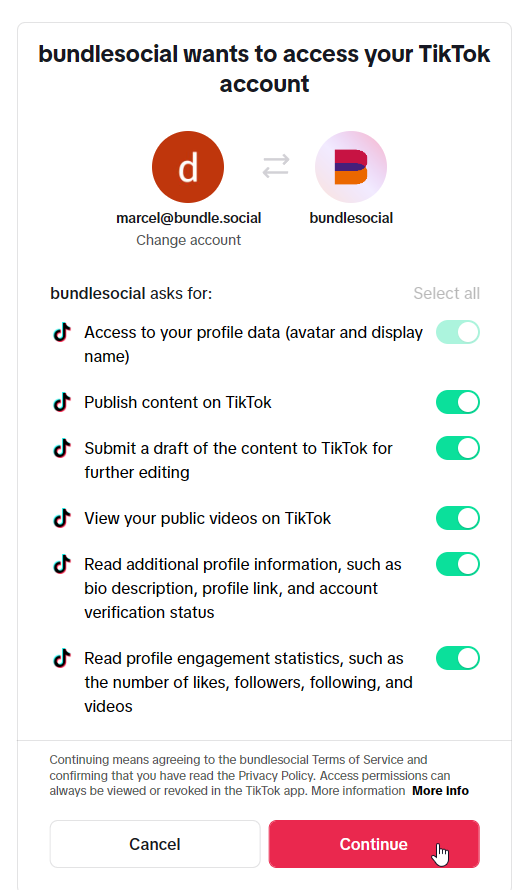 bundlesocial wants to access your TikTok
account
d
B
marcel@bundle.social
bundlesocial
Change account
bundlesocial asks for:
Select all
Access to your profile data (avatar and display
name)
Publish content on TikTok
Submit a draft of the content to TikTok for
further editing
View your public videos on TikTok
Read additional profile information, such as
bio description, profile link, and account
verification status
Read profile engagement statistics, such as
the number of likes, followers, following, and
videos
Continuing means agreeing to the bundlesocial Terms of Service and
confirming that you have read the Privacy Policy. Access permissions can
always be viewed or revoked in the TikTok app. More information More Info
Cancel
Continue